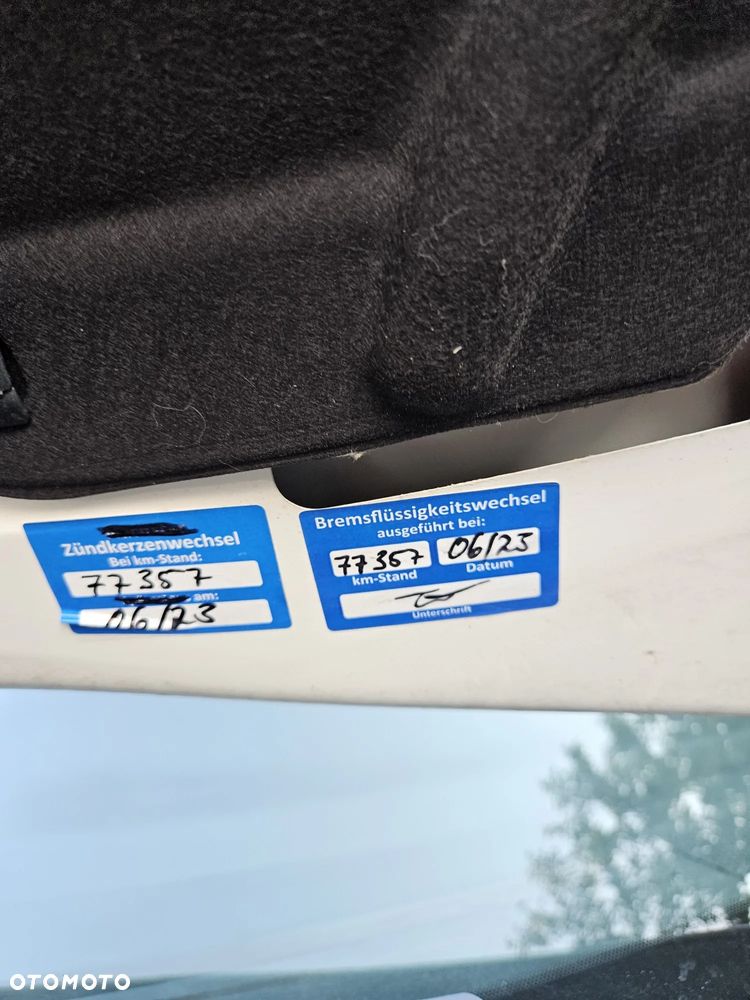 Zündkerzenwechsel
Bei km-Stand:
77357
am:
06/23
Bremsflüssigkeitswechsel
ausgeführt bei:
77357 06/23
km-Stand Datum
Unterschrift
OTOMOTO